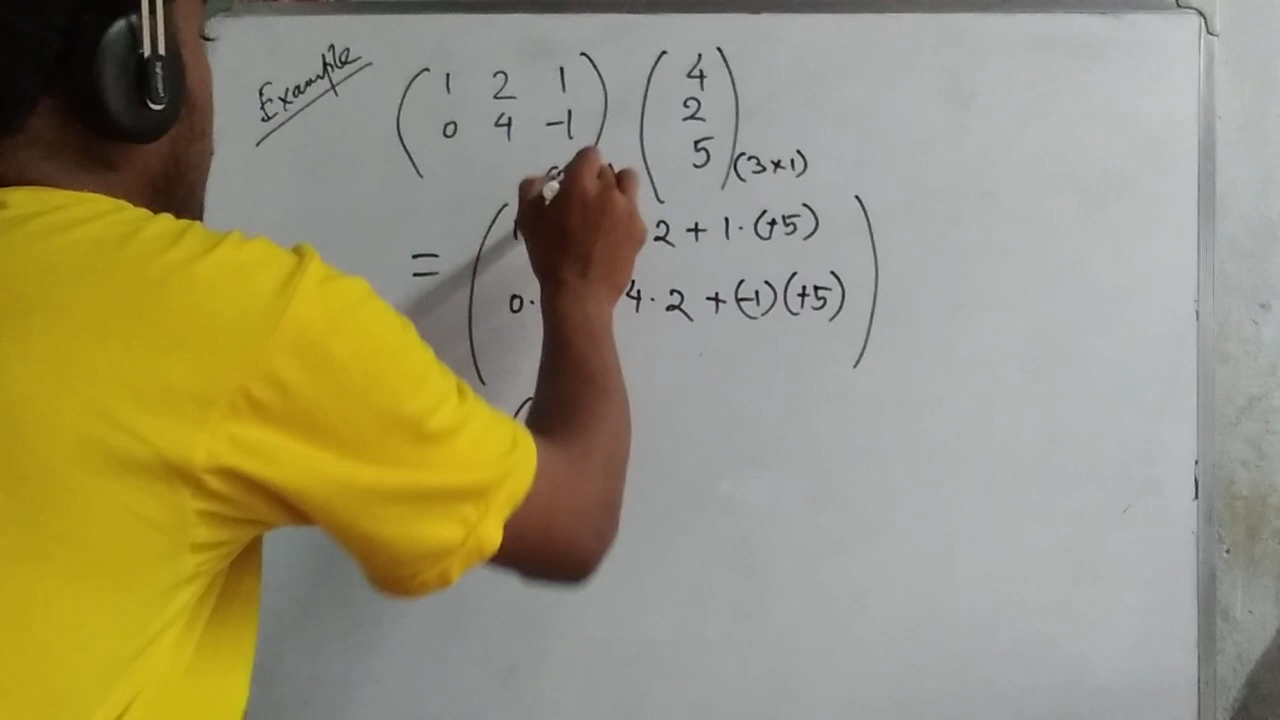 Example
( 1 2 1 ) ( 4 )
( 0 4 -1 ) ( 2 )
( 5 ) (3×1)
= ( 2 + 1·(+5) )
( 0· 4·2 + (-1)(+5) )